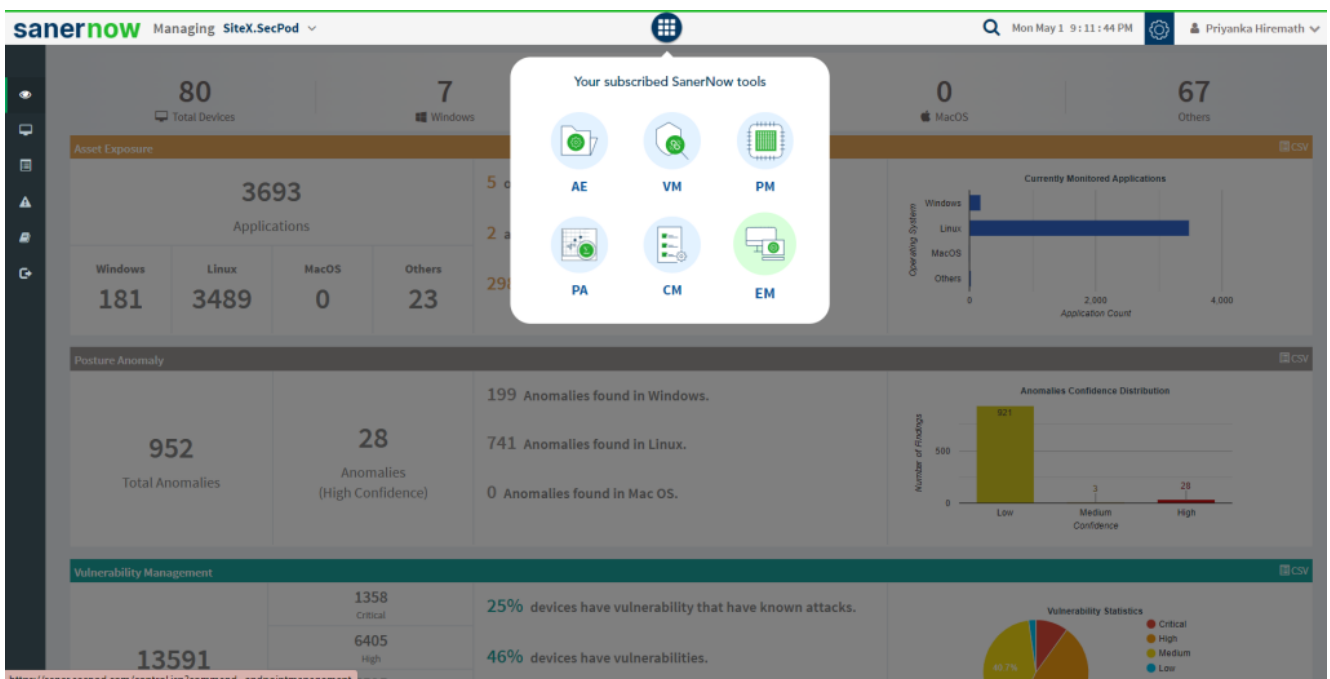 sanernow Managing SiteX.SecPod
Mon May 1 9:11:44 PM
Priyanka Hiremath
Your subscribed SanerNow tools
AE VM PM
PA CM EM
80
Total Devices
7
Windows
0
MacOS
67
Others
Asset Exposure
CSV
3693
Applications
Windows Linux MacOS Others
181 3489 0 23
5
2
Currently Monitored Applications
Operating System
Windows
Linux
MacOS
Others
0 2,000 4,000
Application Count
Posture Anomaly
CSV
952
Total Anomalies
28
Anomalies
(High Confidence)
199 Anomalies found in Windows.
741 Anomalies found in Linux.
0 Anomalies found in Mac OS.
Anomalies Confidence Distribution
Number of Findings
500
0
821
3
28
Low Medium High
Confidence
Vulnerability Management
CSV
13591
1358
Critical
6405
High
25% devices have vulnerability that have known attacks.
46% devices have vulnerabilities.
Vulnerability Statistics
Critical
High
Medium
Low